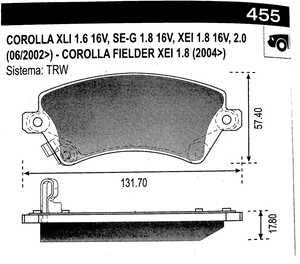 455
COROLLA XLI 1.6 16V, SE-G 1.8 16V, XEI 1.8 16V, 2.0
(06/2002>) - COROLLA FIELDER XEI 1.8 (2004>)
Sistema: TRW
57.40
131.70
17.80